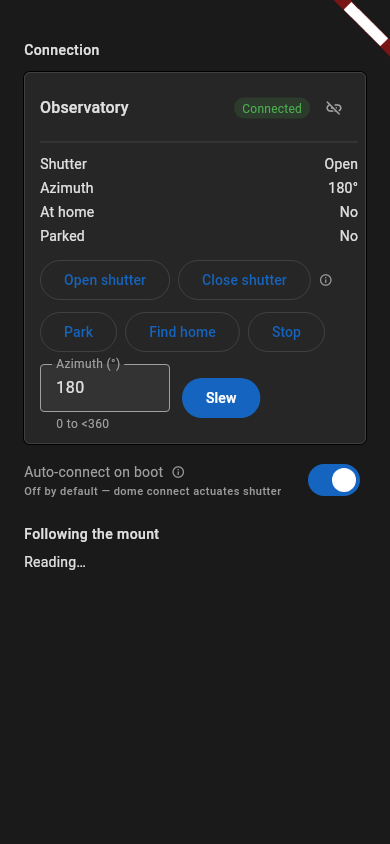 Connection
Observatory
Connected
Shutter Open
Azimuth 180°
At home No
Parked No
Open shutter Close shutter
Park Find home Stop
Azimuth (°)
180
Slew
0 to <360
Auto-connect on boot
Off by default — dome connect actuates shutter
Following the mount
Reading…